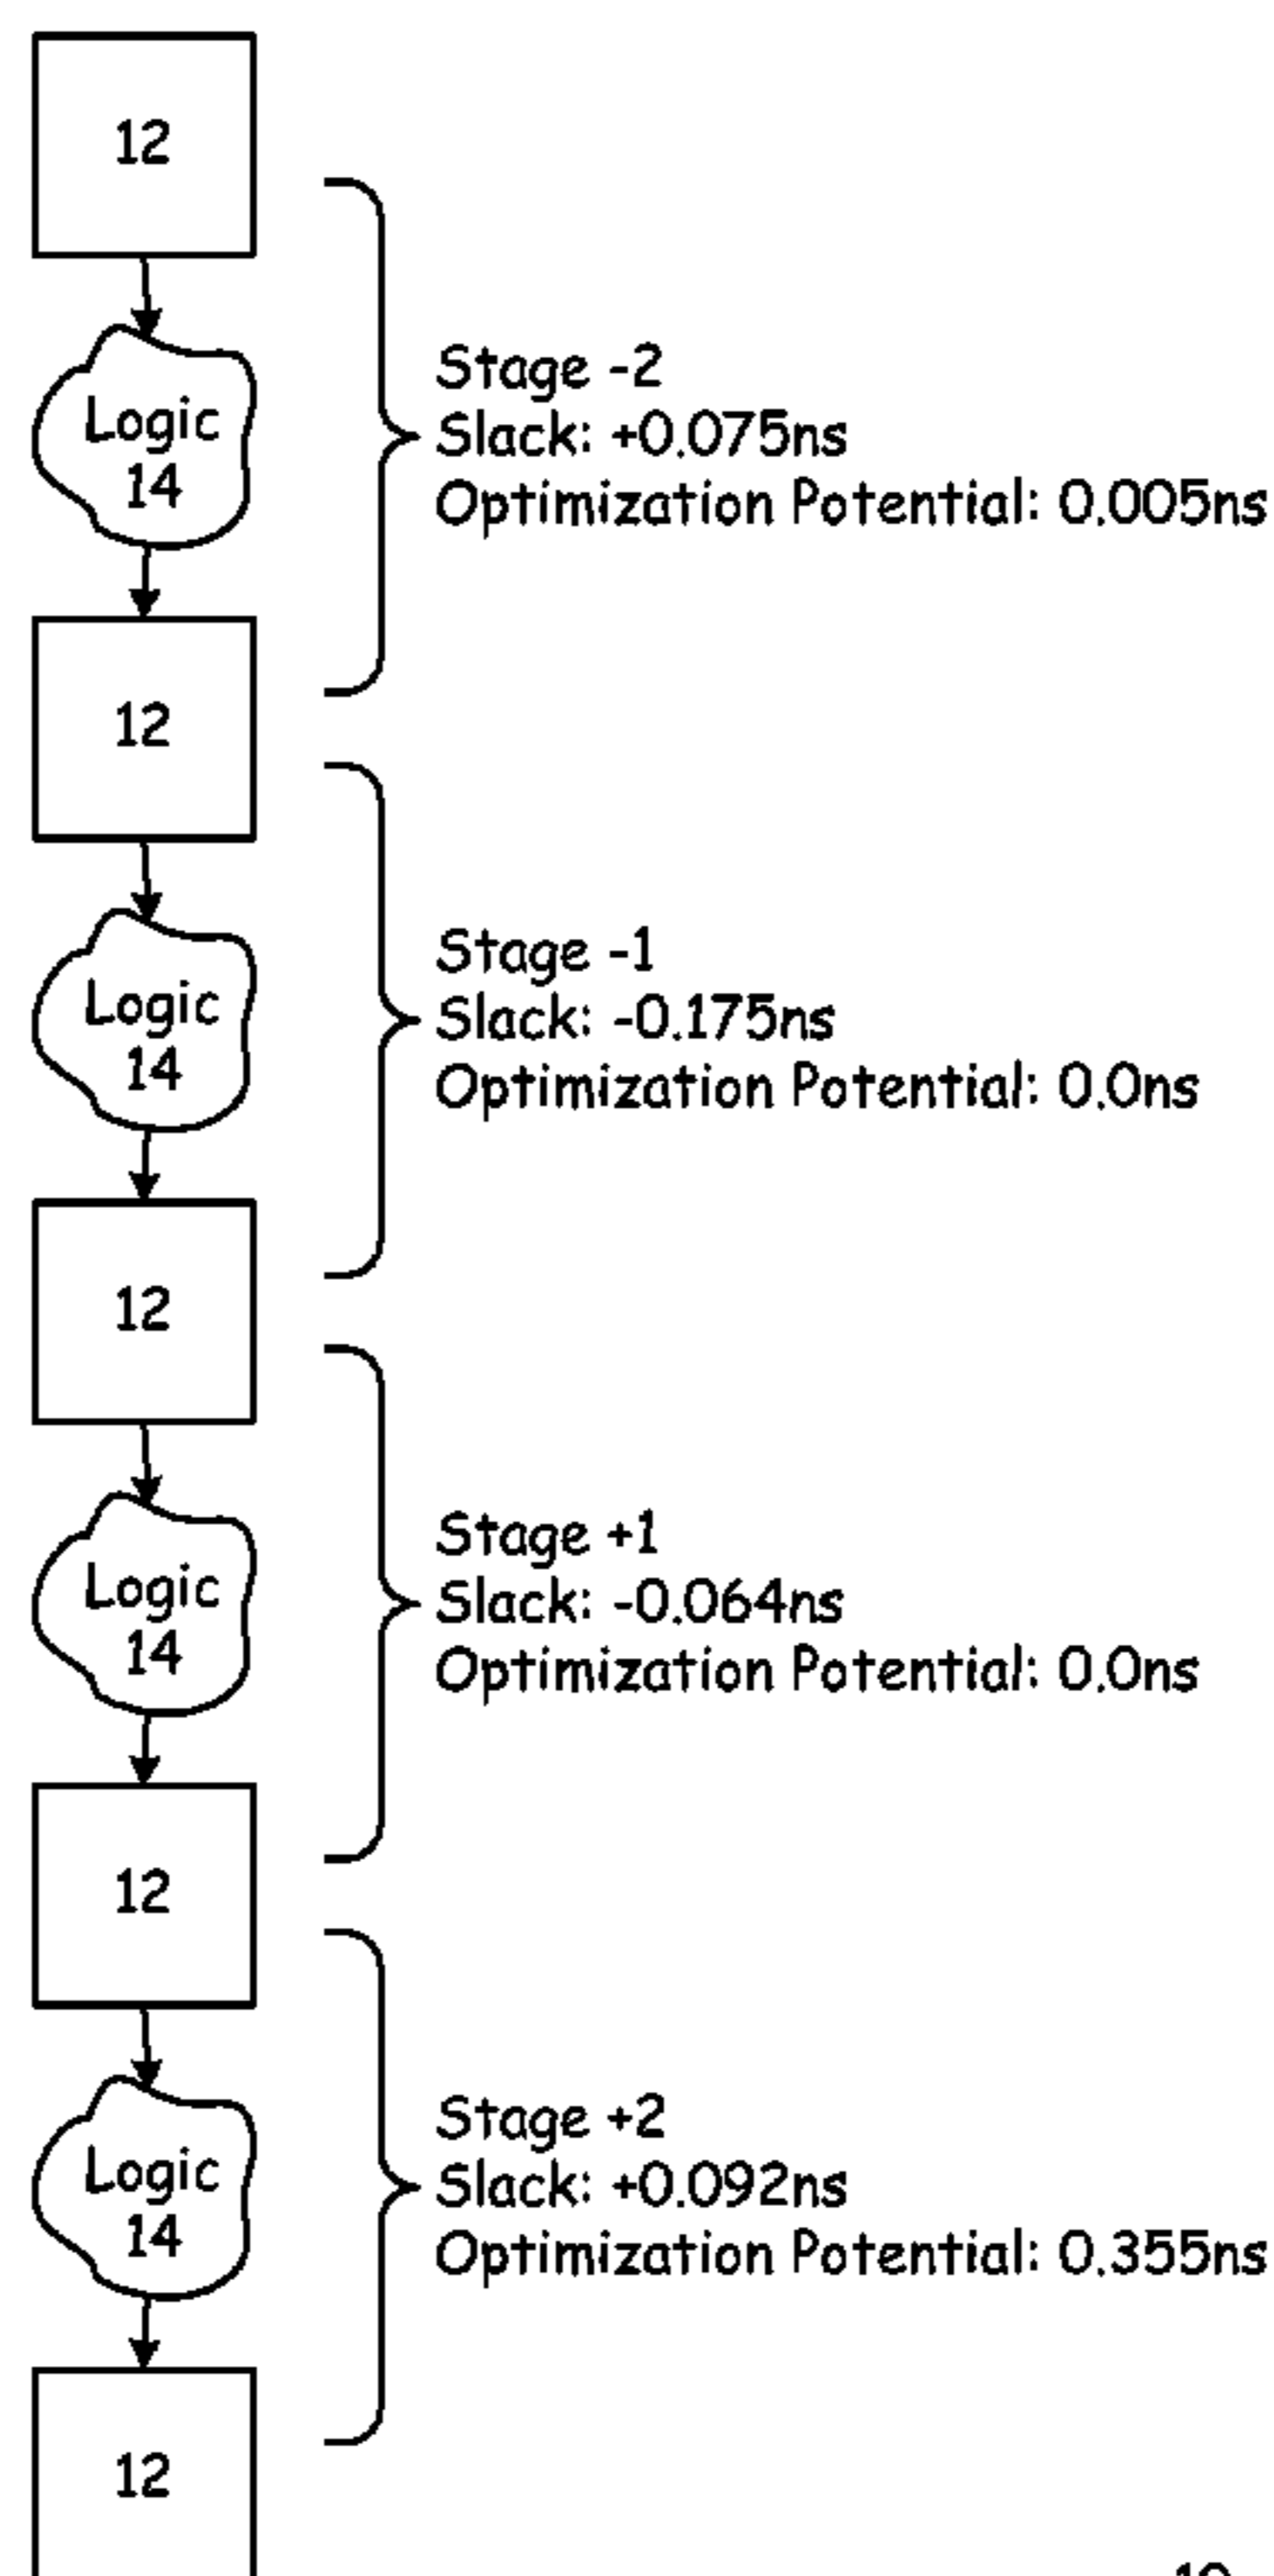 12
Logic
14
Stage -2
Slack: +0.075ns
Optimization Potential: 0.005ns
12
Logic
14
Stage -1
Slack: -0.175ns
Optimization Potential: 0.0ns
12
Logic
14
Stage +1
Slack: -0.064ns
Optimization Potential: 0.0ns
12
Logic
14
Stage +2
Slack: +0.092ns
Optimization Potential: 0.355ns
12